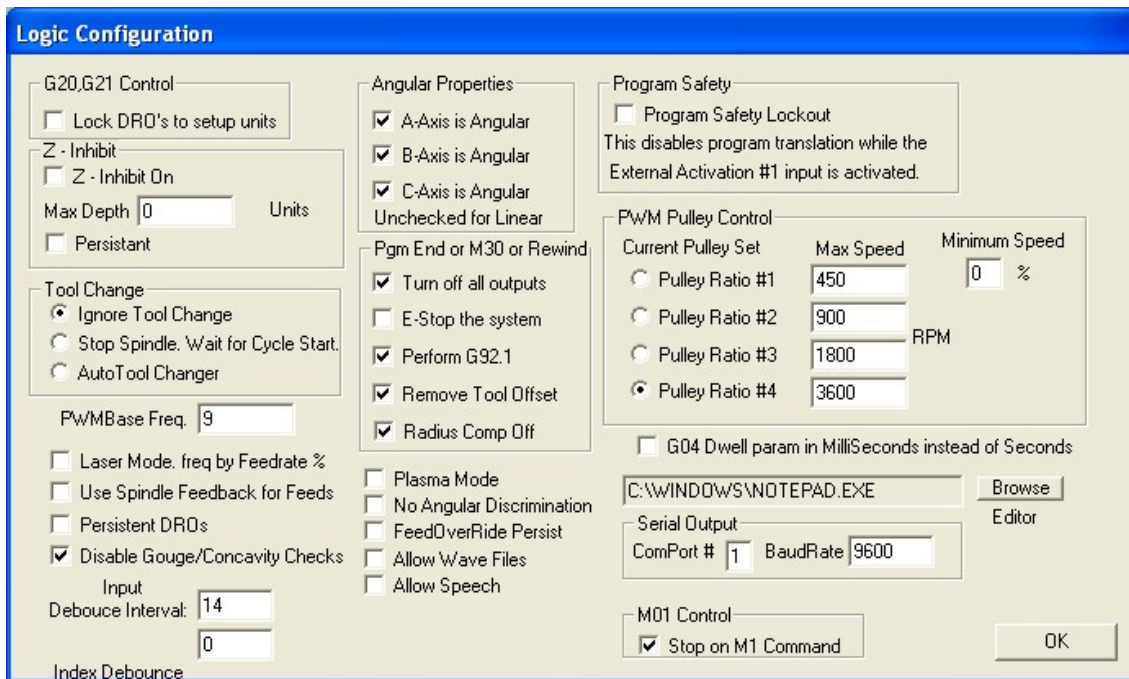 Logic Configuration
G20,G21 Control
Lock DRO's to setup units
Z - Inhibit
Z - Inhibit On
Max Depth 0 Units
Persistant
Tool Change
Ignore Tool Change
Stop Spindle. Wait for Cycle Start.
AutoTool Changer
PWMBase Freq. 9
Laser Mode. freq by Feedrate %
Use Spindle Feedback for Feeds
Persistent DROs
Disable Gouge/Concavity Checks
Input
Debouce Interval: 14
0
Index Debounce
Angular Properties
A-Axis is Angular
B-Axis is Angular
C-Axis is Angular
Unchecked for Linear
Pgm End or M30 or Rewind
Turn off all outputs
E-Stop the system
Perform G92.1
Remove Tool Offset
Radius Comp Off
Plasma Mode
No Angular Discrimination
FeedOverRide Persist
Allow Wave Files
Allow Speech
Program Safety
Program Safety Lockout
This disables program translation while the
External Activation #1 input is activated.
PWM Pulley Control
Current Pulley Set Max Speed Minimum Speed
Pulley Ratio #1 450 0 %
Pulley Ratio #2 900
RPM
Pulley Ratio #3 1800
Pulley Ratio #4 3600
G04 Dwell param in MilliSeconds instead of Seconds
C:\WINDOWS\NOTEPAD.EXE Browse
Editor
Serial Output
ComPort # 1 BaudRate 9600
M01 Control
Stop on M1 Command
OK